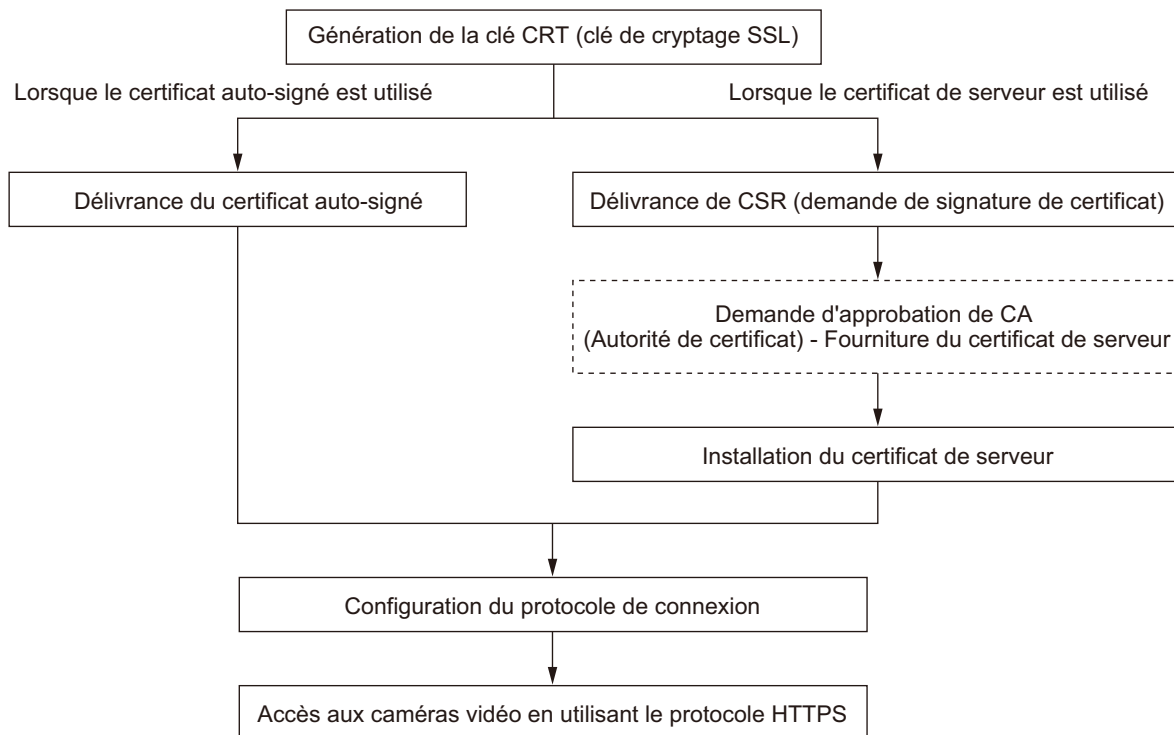 Génération de la clé CRT (clé de cryptage SSL)
Lorsque le certificat auto-signé est utilisé
Lorsque le certificat de serveur est utilisé
Délivrance du certificat auto-signé
Délivrance de CSR (demande de signature de certificat)
Demande d'approbation de CA
(Autorité de certificat) - Fourniture du certificat de serveur
Installation du certificat de serveur
Configuration du protocole de connexion
Accès aux caméras vidéo en utilisant le protocole HTTPS